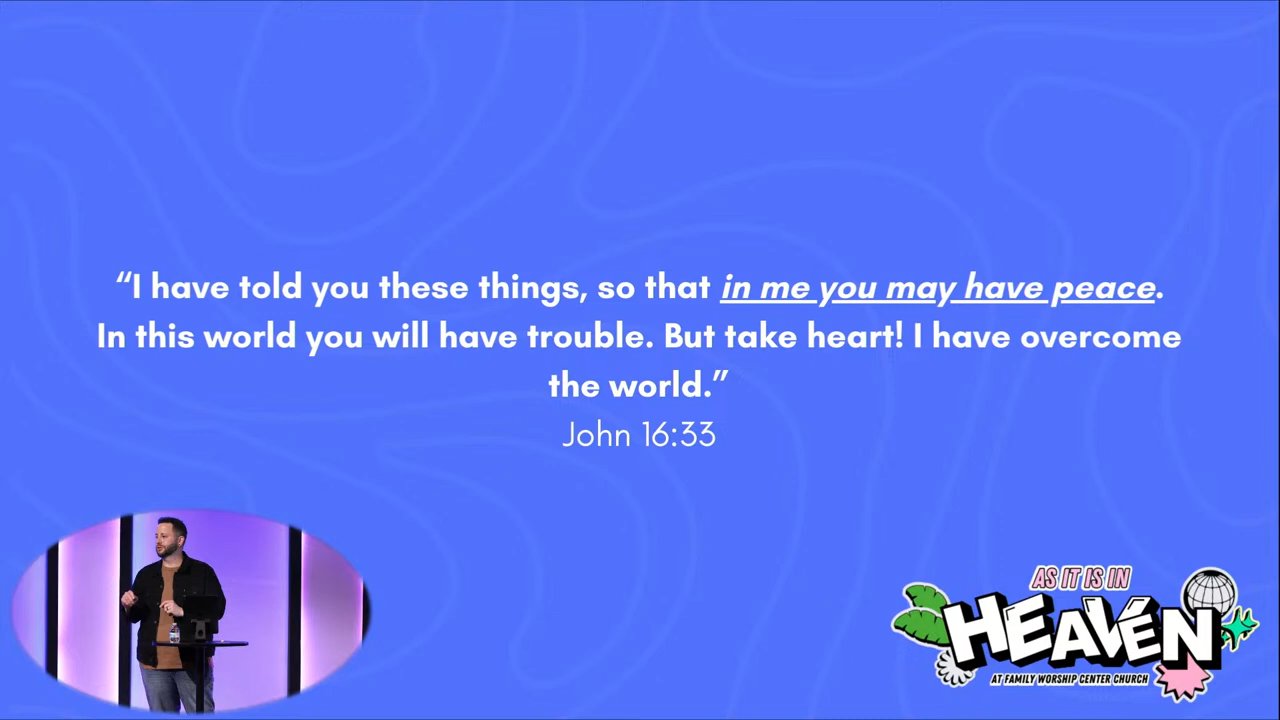 “I have told you these things, so that in me you may have peace.
In this world you will have trouble. But take heart! I have overcome
the world.”
John 16:33
AS IT IS IN
HEAVEN
AT FAMILY WORSHIP CENTER CHURCH